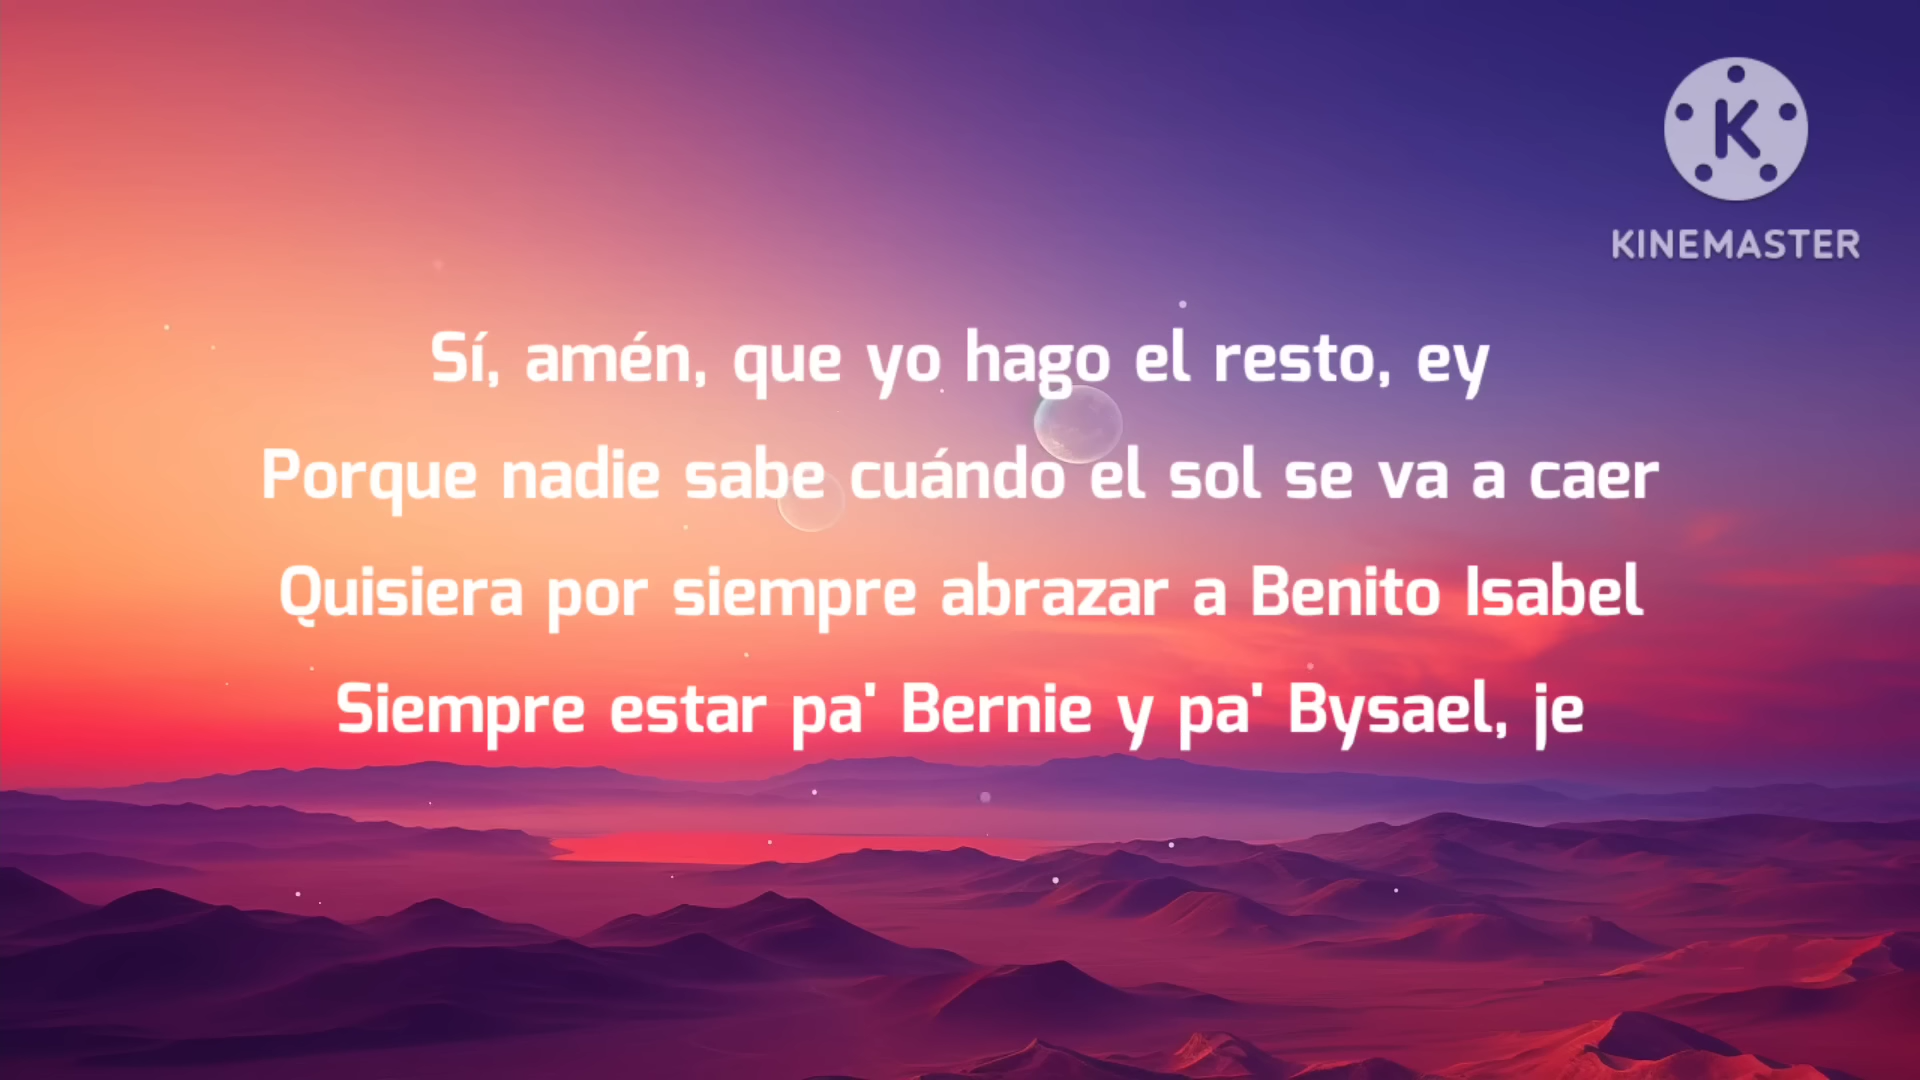 KINEMASTER
Sí, amén, que yo hago el resto, ey
Porque nadie sabe cuándo el sol se va a caer
Quisiera por siempre abrazar a Benito Isabel
Siempre estar pa' Bernie y pa' Bysael, je